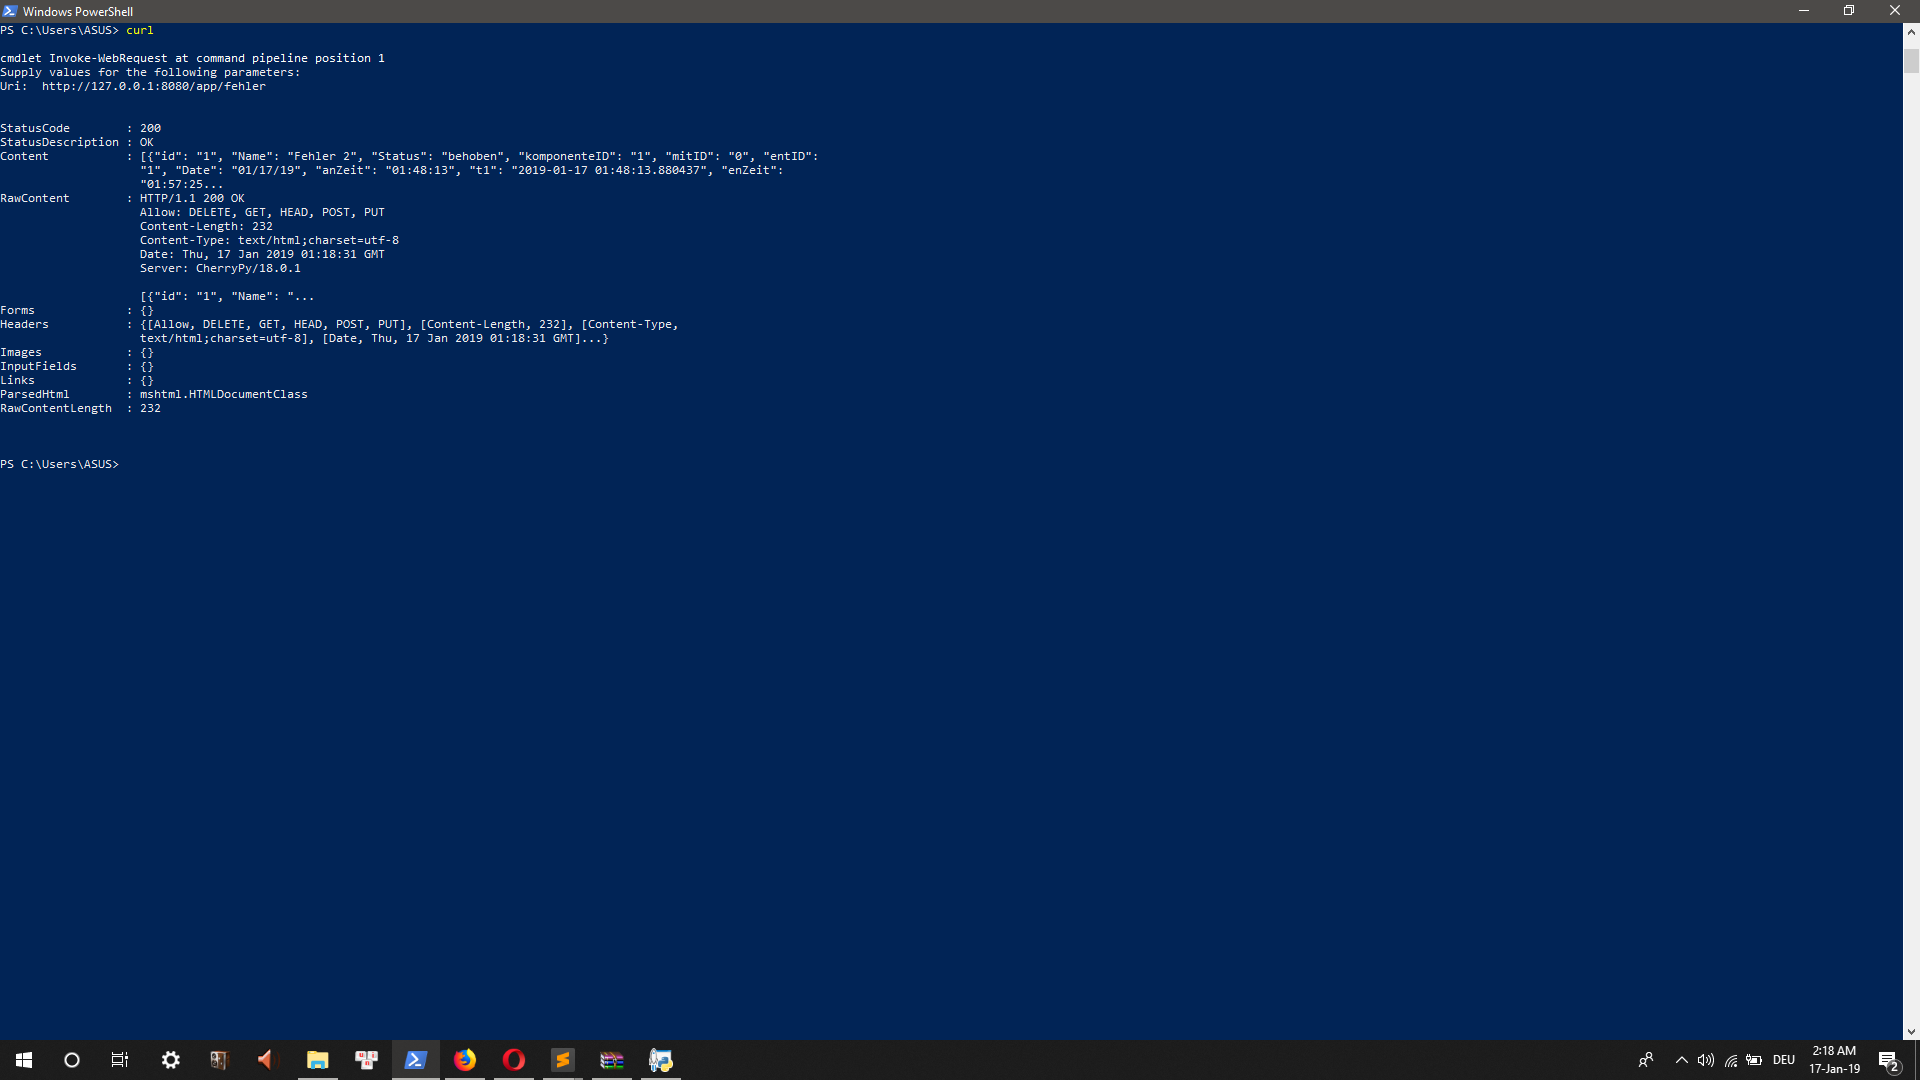 Windows PowerShell
PS C:\Users\ASUS> curl
cmdlet Invoke-WebRequest at command pipeline position 1
Supply values for the following parameters:
Uri: http://127.0.0.1:8080/app/fehler
StatusCode : 200
StatusDescription : OK
Content : [{"id": "1", "Name": "Fehler 2", "Status": "behoben", "komponenteID": "1", "mitID": "0", "entID":
"1", "Date": "01/17/19", "anZeit": "01:48:13", "t1": "2019-01-17 01:48:13.880437", "enZeit":
"01:57:25...
RawContent : HTTP/1.1 200 OK
Allow: DELETE, GET, HEAD, POST, PUT
Content-Length: 232
Content-Type: text/html;charset=utf-8
Date: Thu, 17 Jan 2019 01:18:31 GMT
Server: CherryPy/18.0.1
[{"id": "1", "Name": "...
Forms : {}
Headers : {[Allow, DELETE, GET, HEAD, POST, PUT], [Content-Length, 232], [Content-Type,
text/html;charset=utf-8], [Date, Thu, 17 Jan 2019 01:18:31 GMT]...}
Images : {}
InputFields : {}
Links : {}
ParsedHtml : mshtml.HTMLDocumentClass
RawContentLength : 232
PS C:\Users\ASUS>
DEU
2:18 AM
17-Jan-19
2